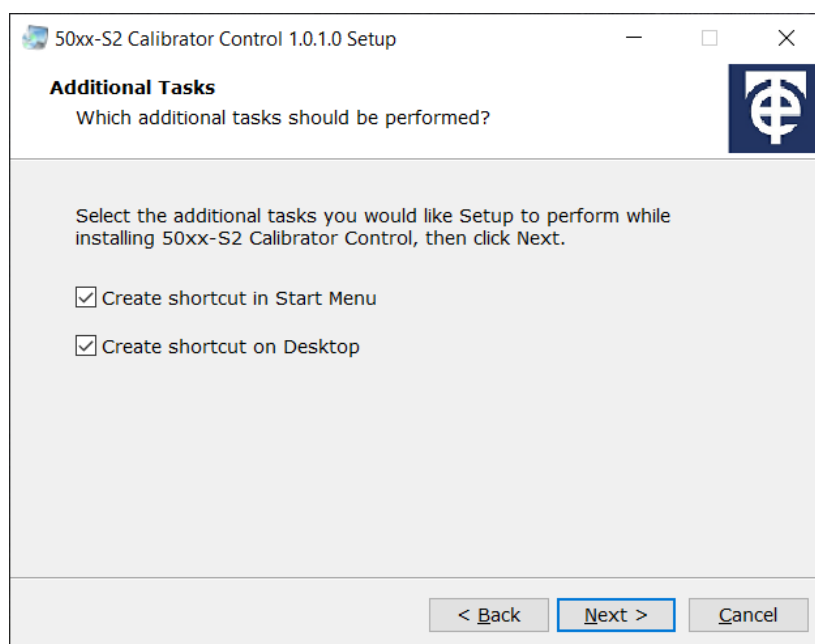 50xx-S2 Calibrator Control 1.0.1.0 Setup
Additional Tasks
Which additional tasks should be performed?
Select the additional tasks you would like Setup to perform while
installing 50xx-S2 Calibrator Control, then click Next.
Create shortcut in Start Menu
Create shortcut on Desktop
< Back Next > Cancel